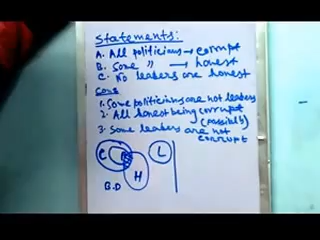 Statements:
A. All politicians → corrupt
B. Some " → honest
C. No leaders are honest
cons
1. Some politicians are not leaders
2. All honest being corrupt
(possible)
3. Some leaders are not
corrupt
C
H
L
B.D